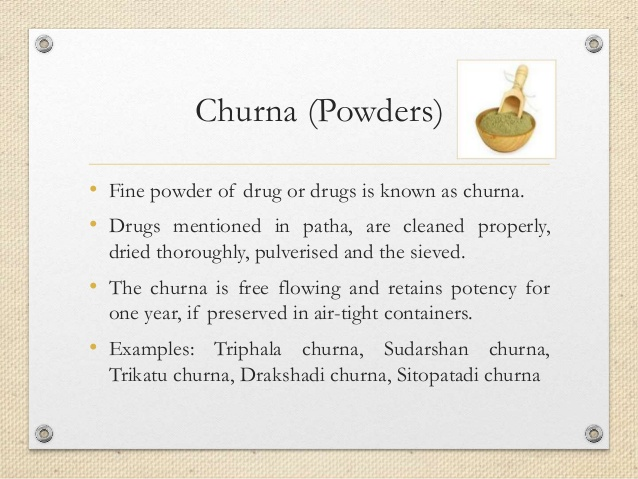 Churna (Powders)
• Fine powder of drug or drugs is known as churna.
• Drugs mentioned in patha, are cleaned properly,
dried thoroughly, pulverised and the sieved.
• The churna is free flowing and retains potency for
one year, if preserved in air-tight containers.
• Examples: Triphala churna, Sudarshan churna,
Trikatu churna, Drakshadi churna, Sitopatadi churna